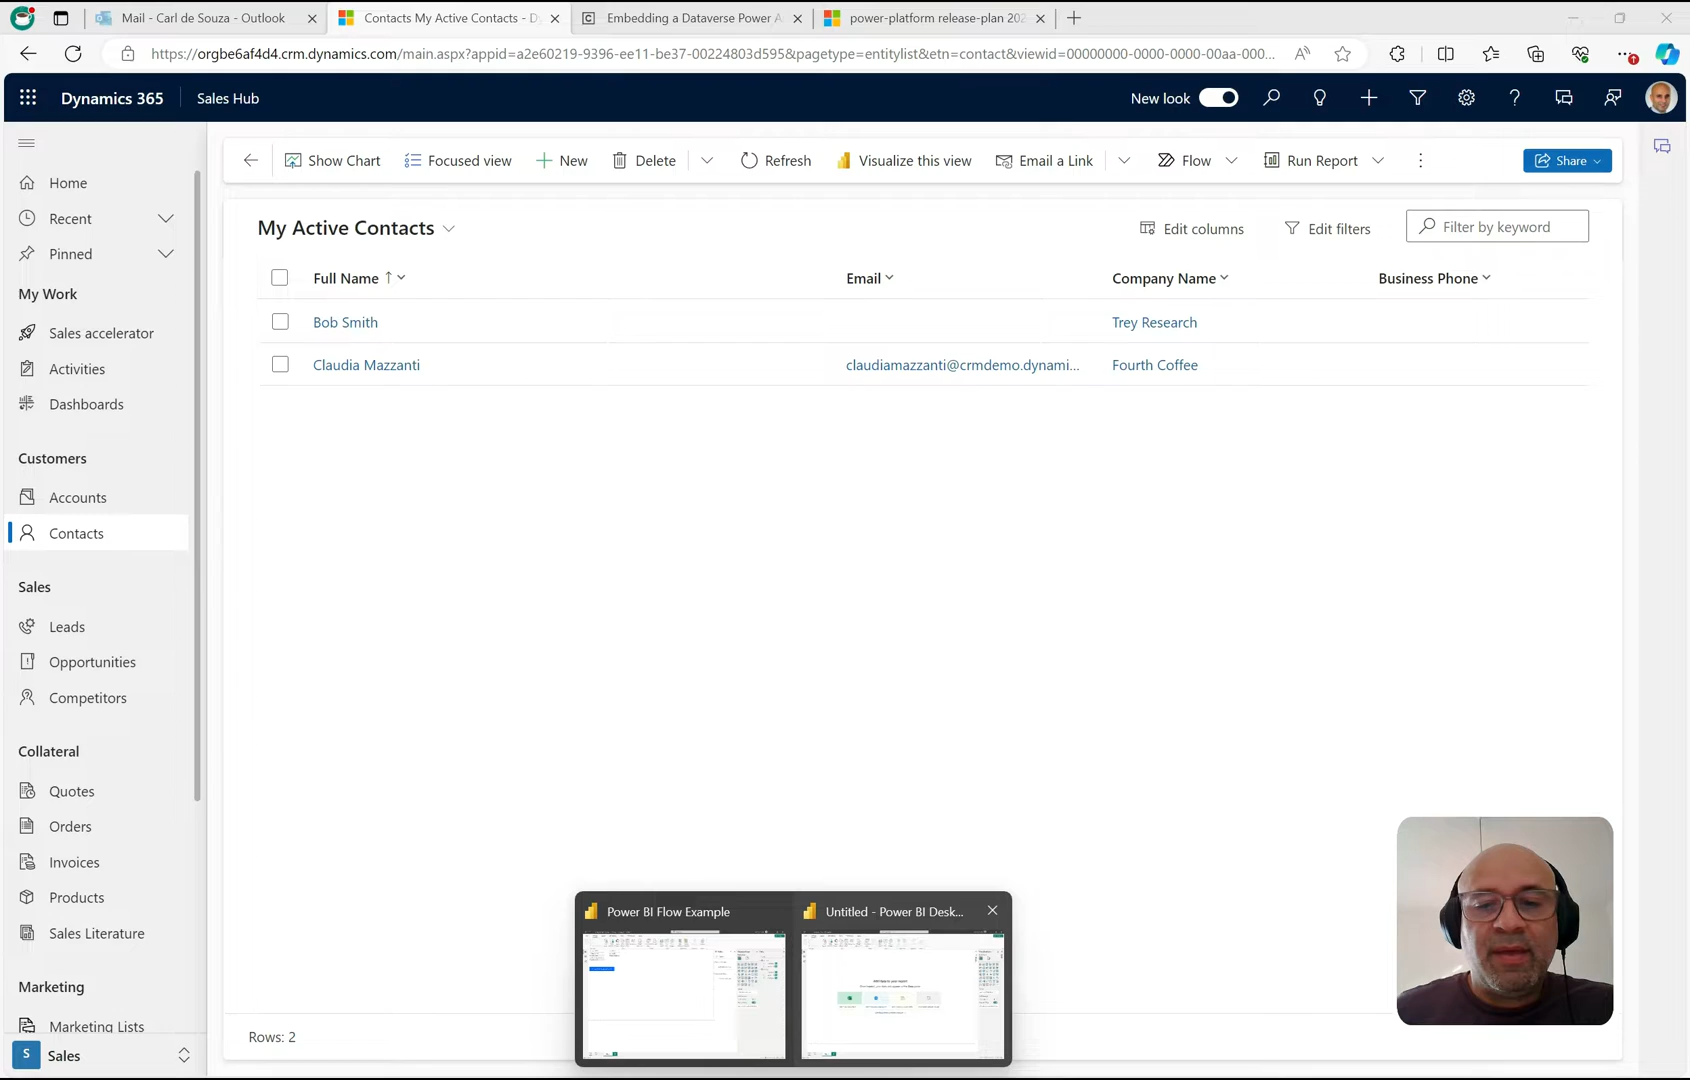 Mail - Carl de Souza - Outlook
Contacts My Active Contacts - Dy
Embedding a Dataverse Power A
power-platform release-plan 202
https://orgbe6af4d4.crm.dynamics.com/main.aspx?appid=a2e60219-9396-ee11-be37-00224803d595&pagetype=entitylist&etn=contact&viewid=00000000-0000-0000-00aa-000...
Dynamics 365
Sales Hub
New look
Show Chart
Focused view
New
Delete
Refresh
Visualize this view
Email a Link
Flow
Run Report
Share
Home
Recent
Pinned
My Work
Sales accelerator
Activities
Dashboards
Customers
Accounts
Contacts
Sales
Leads
Opportunities
Competitors
Collateral
Quotes
Orders
Invoices
Products
Sales Literature
Marketing
Marketing Lists
S Sales
My Active Contacts
Edit columns
Edit filters
Filter by keyword
Full Name ↑
Email
Company Name
Business Phone
Bob Smith
Trey Research
Claudia Mazzanti
claudiamazzanti@crmdemo.dynami...
Fourth Coffee
Rows: 2
Power BI Flow Example
Untitled - Power BI Desk...